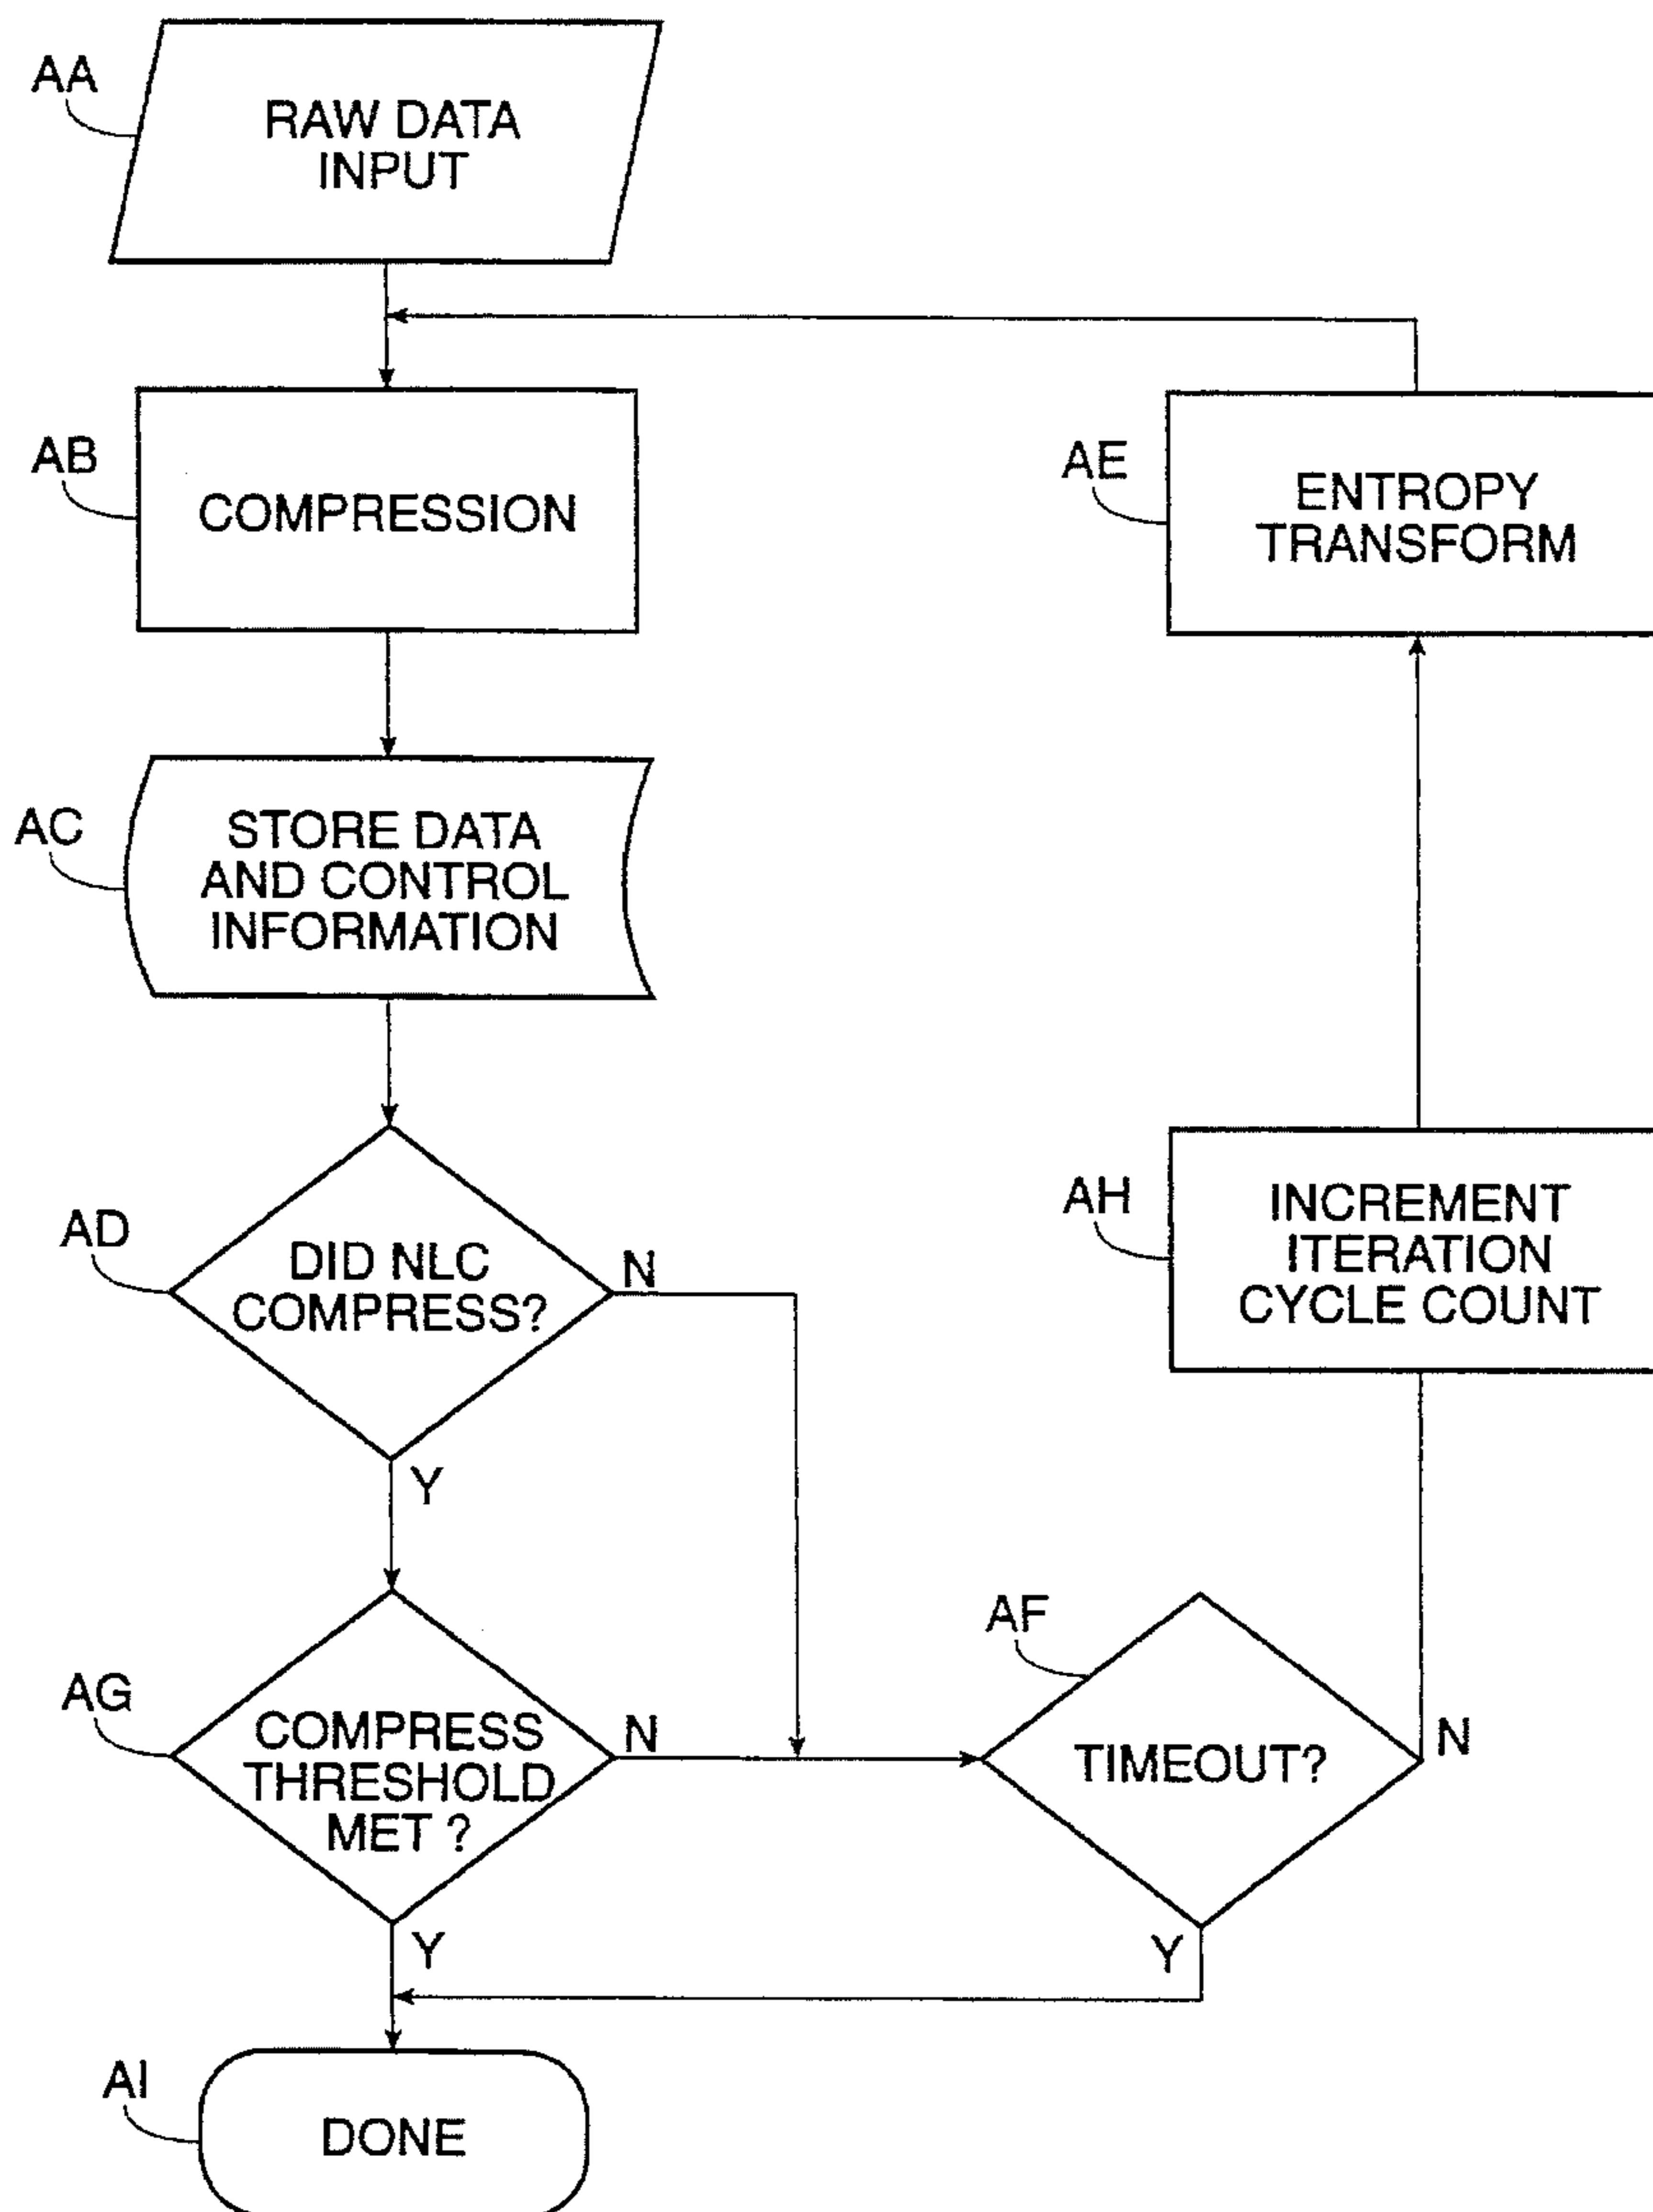 AA
RAW DATA
INPUT
AB
COMPRESSION
AE
ENTROPY
TRANSFORM
AC
STORE DATA
AND CONTROL
INFORMATION
AD
DID NLC
COMPRESS?
N
Y
AH
INCREMENT
ITERATION
CYCLE COUNT
AG
COMPRESS
THRESHOLD
MET ?
N
Y
AF
TIMEOUT?
N
Y
AI
DONE